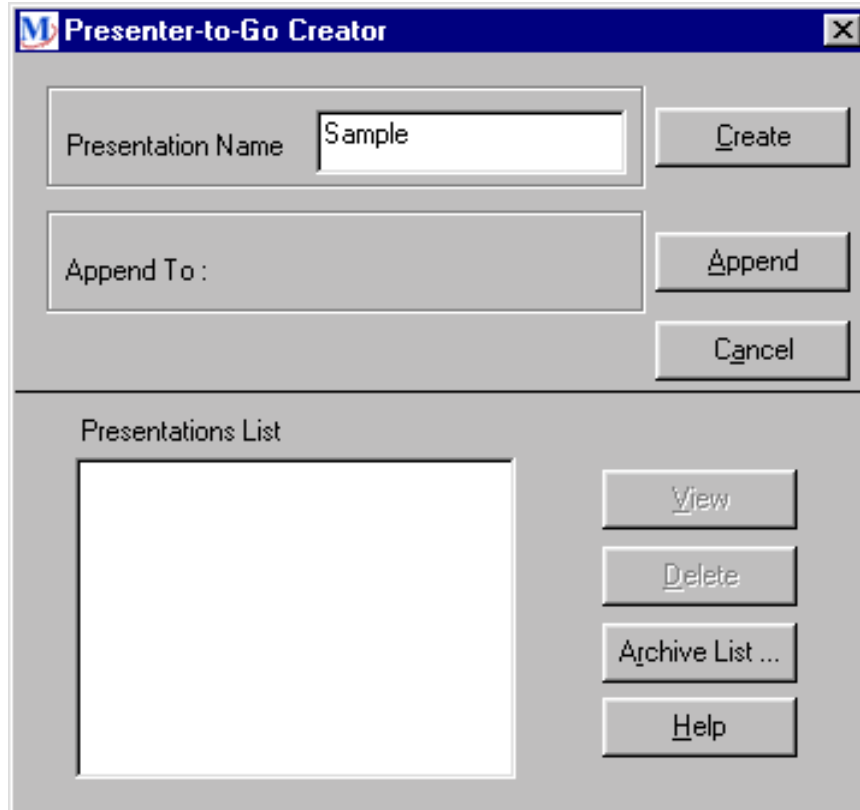 M Presenter-to-Go Creator
Presentation Name
Sample
Create
Append To :
Append
Cancel
Presentations List
View
Delete
Archive List ...
Help